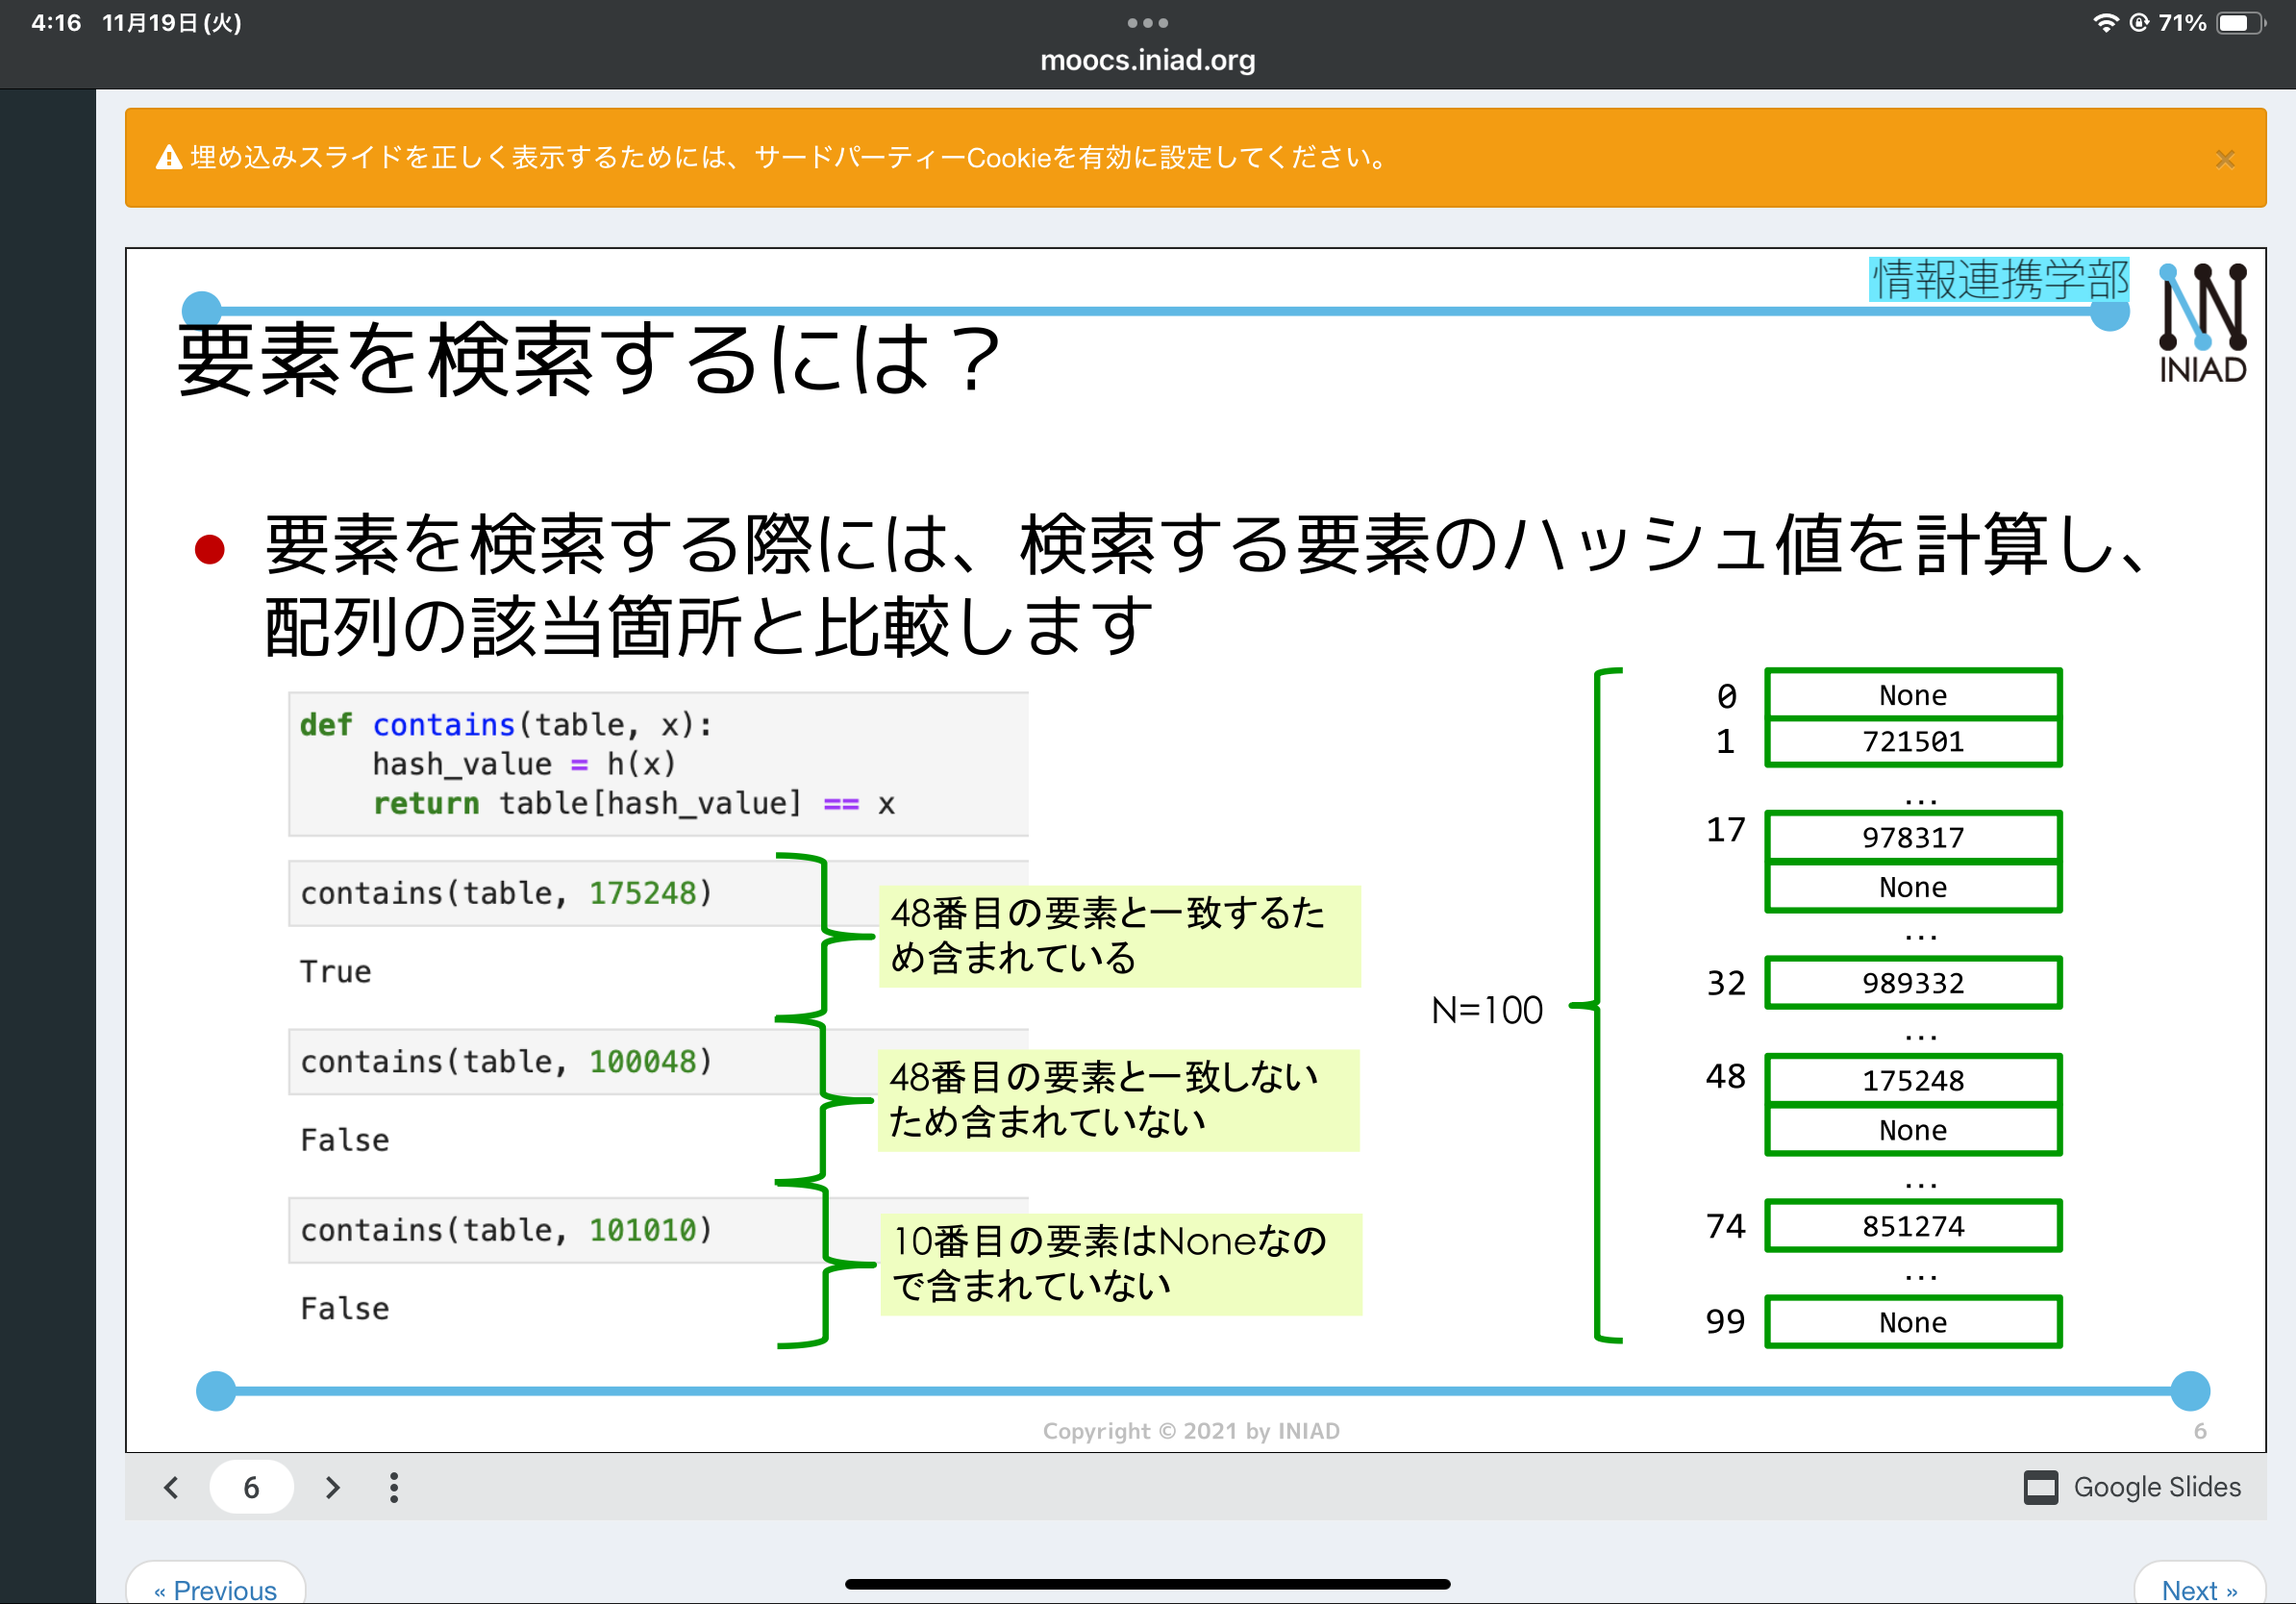 4:16 11月19日(火)
moocs.iniad.org
71%
埋め込みスライドを正しく表示するためには、サードパーティーCookieを有効に設定してください。
×
情報連携学部
INIAD
要素を検索するには？
● 要素を検索する際には、検索する要素のハッシュ値を計算し、
配列の該当箇所と比較します
def contains(table, x):
    hash_value = h(x)
    return table[hash_value] == x
contains(table, 175248)
True
48番目の要素と一致するた
め含まれている
contains(table, 100048)
False
48番目の要素と一致しない
ため含まれていない
contains(table, 101010)
False
10番目の要素はNoneなの
で含まれていない
N=100
0 None
1 721501
...
17 978317
None
...
32 989332
...
48 175248
None
...
74 851274
...
99 None
Copyright © 2021 by INIAD
6
6
Google Slides
« Previous
Next »